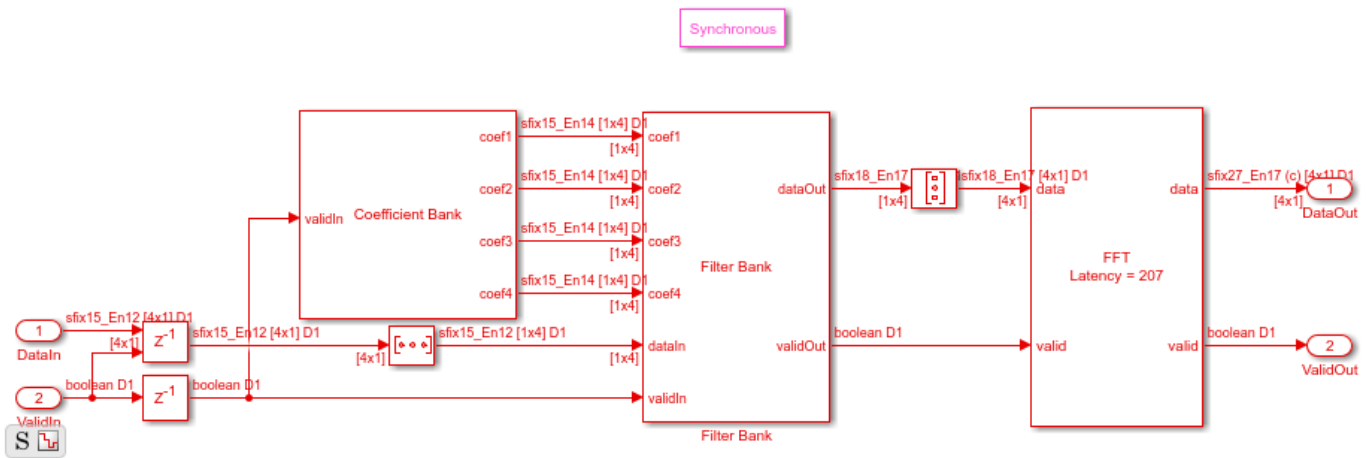 Synchronous
coef1
sfix15_En14 [1x4] D1
[1x4]
coef1
coef2
sfix15_En14 [1x4] D1
[1x4]
coef2
dataOut
sfix18_En17
[1x4]
sfix18_En17 [4x1] D1
[4x1]
data
data
sfix27_En17 (c) [4x1] D1
[4x1]
1
DataOut
validIn
Coefficient Bank
coef3
sfix15_En14 [1x4] D1
[1x4]
coef3
Filter Bank
FFT
Latency = 207
coef4
sfix15_En14 [1x4] D1
[1x4]
coef4
1
DataIn
sfix15_En12 [4x1] D1
[4x1]
Z-1
sfix15_En12 [4x1] D1
[4x1]
sfix15_En12 [1x4] D1
[1x4]
dataIn
validOut
boolean D1
valid
valid
boolean D1
2
ValidOut
2
ValidIn
boolean D1
Z-1
boolean D1
validIn
Filter Bank
S